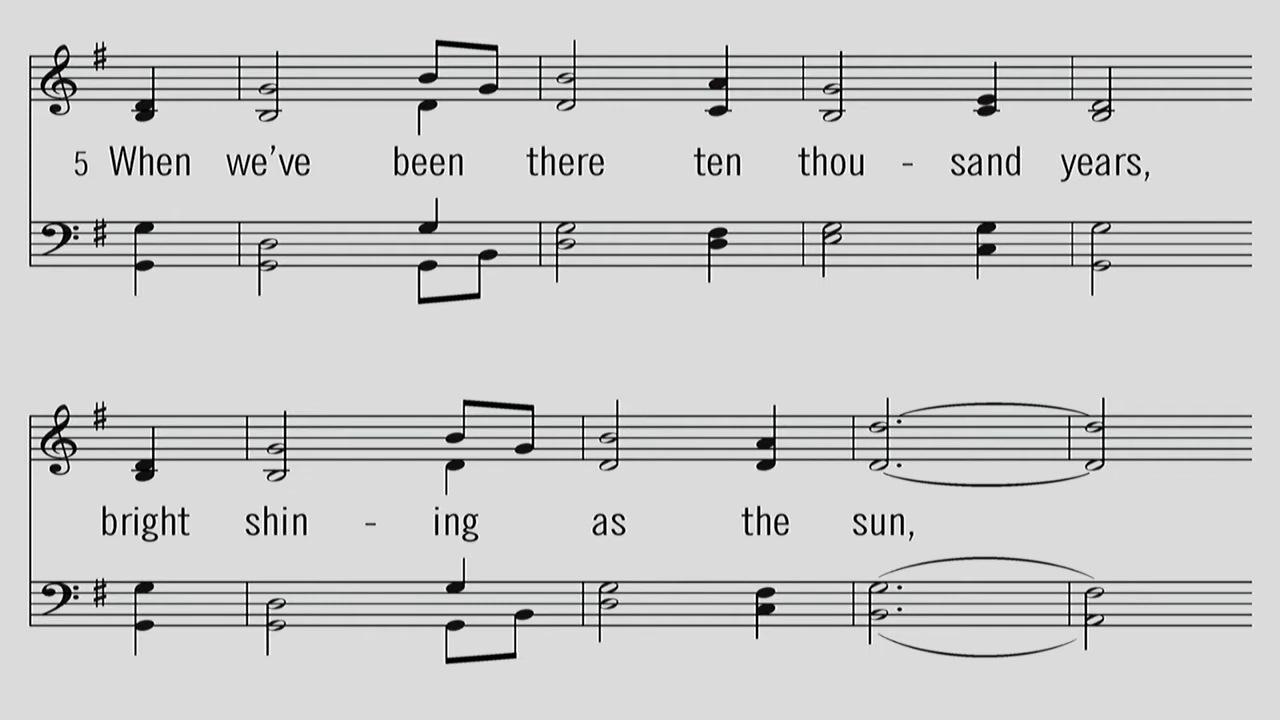 5 When we've been there ten thou - sand years,
bright shin - ing as the sun,